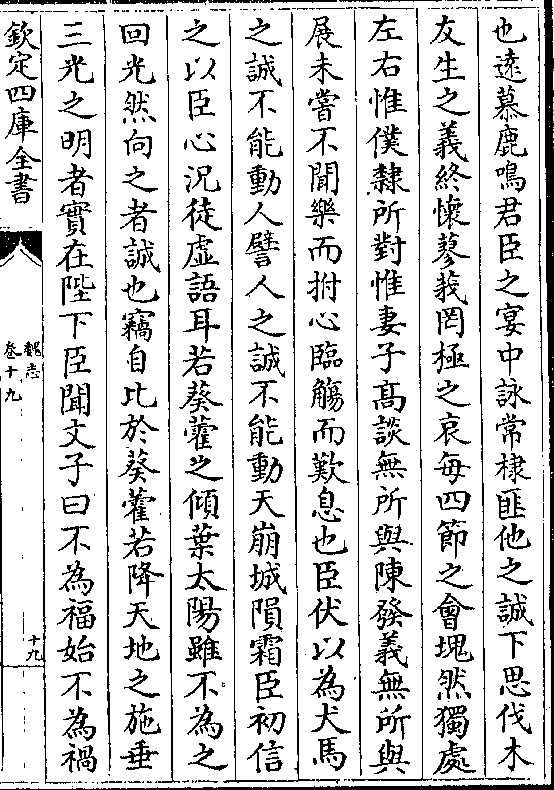 也遠慕鹿鳴君臣之宴中詠常棣匪他之誠下思伐木
友生之義終懷蓼莪罔極之哀每四節之會塊然獨處
左右惟僕隸所對惟妻子髙談無所與陳發義無所與
展未嘗不聞樂而拊心臨觴而歎息也臣伏以為犬馬
之誠不能動人譬人之誠不能動天崩城隕霜臣初信
之以臣心況徒虛語耳若葵藿之傾葉太陽雖不為之
回光然向之者誠也竊自比於葵藿若降天地之施垂
三光之明者實在陛下臣聞文子曰不為福始不為禍
欽定四庫全書
魏志
卷十九
十九